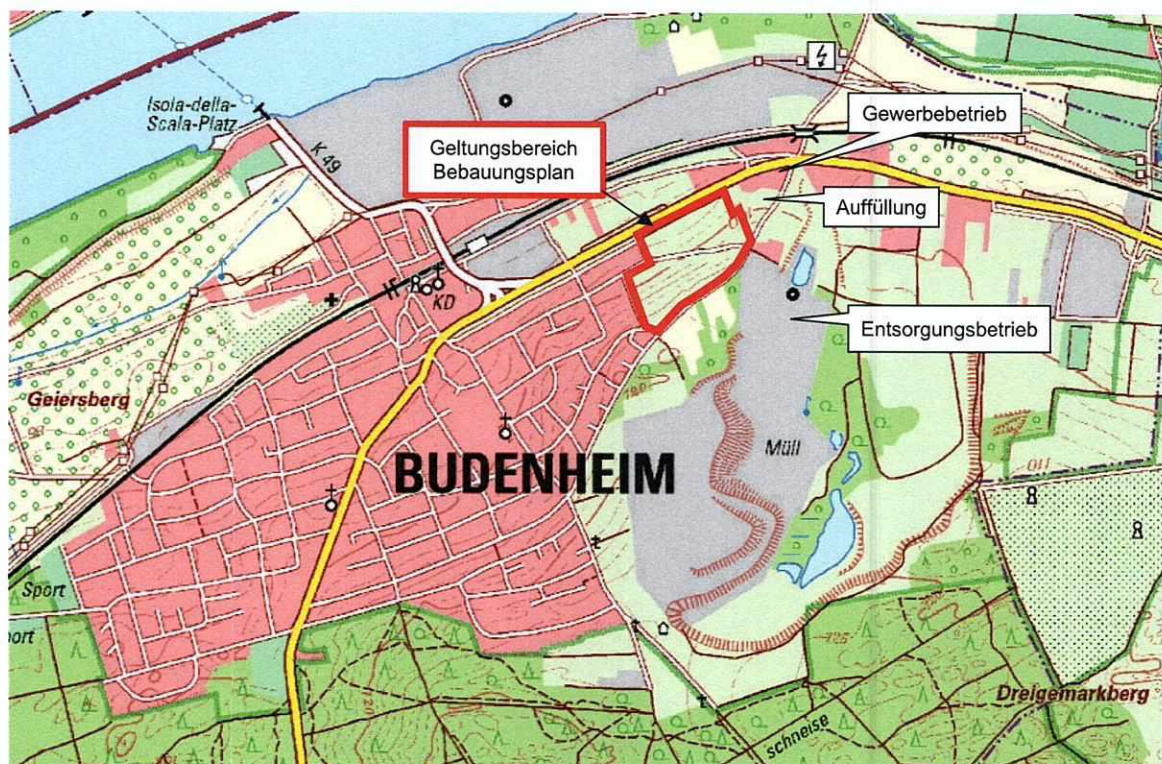 Isola-della-
Scala-Platz
K 49
Geltungsbereich
Bebauungsplan
Gewerbebetrieb
Auffüllung
Entsorgungsbetrieb
KD
Geiersberg
BUDENHEIM
Müll
Sport
port
Dreigemarkberg
schneise